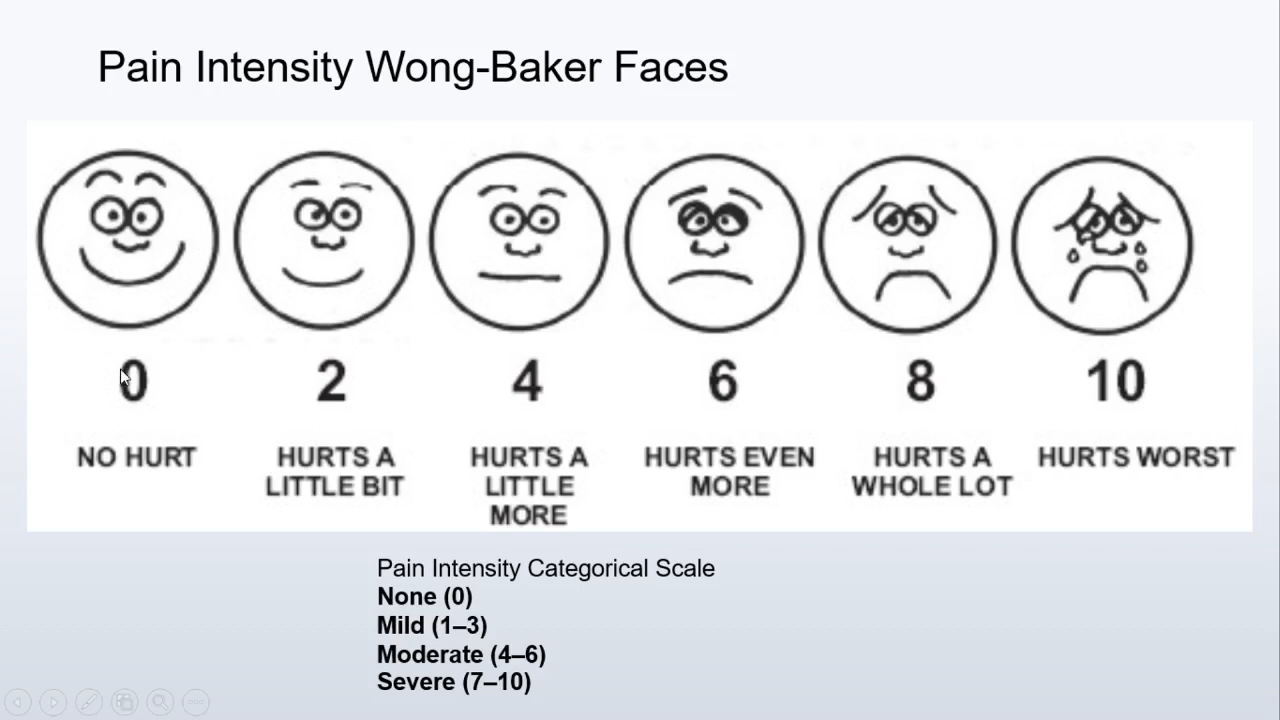 Pain Intensity Wong-Baker Faces
0 2 4 6 8 10
NO HURT
HURTS A
LITTLE BIT
HURTS A
LITTLE
MORE
HURTS EVEN
MORE
HURTS A
WHOLE LOT
HURTS WORST
Pain Intensity Categorical Scale
None (0)
Mild (1–3)
Moderate (4–6)
Severe (7–10)